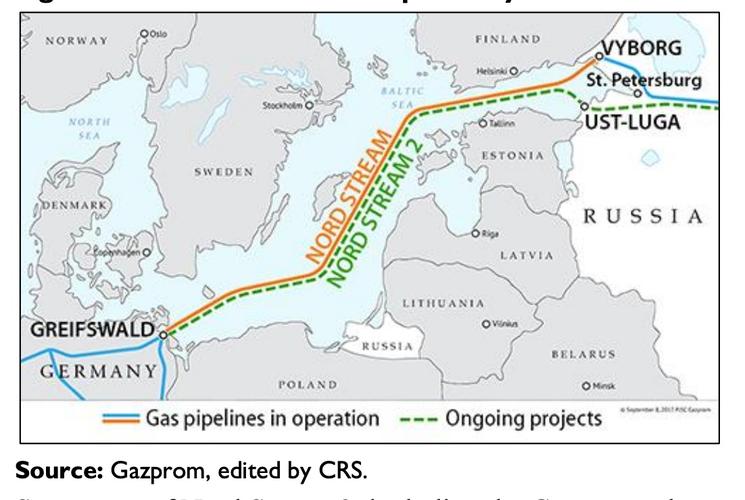 NORWAY
Oslo
FINLAND
VYBORG
Helsinki
St. Petersburg
BALTIC
SEA
Stockholm
NORTH
SEA
Tallinn
UST-LUGA
ESTONIA
SWEDEN
NORD STREAM
NORD STREAM 2
DENMARK
RUSSIA
Riga
Copenhagen
LATVIA
LITHUANIA
GREIFSWALD
Vilnius
RUSSIA
BELARUS
GERMANY
POLAND
Minsk
Gas pipelines in operation
Ongoing projects
© September 8, 2017 PJSC Gazprom
Source: Gazprom, edited by CRS.